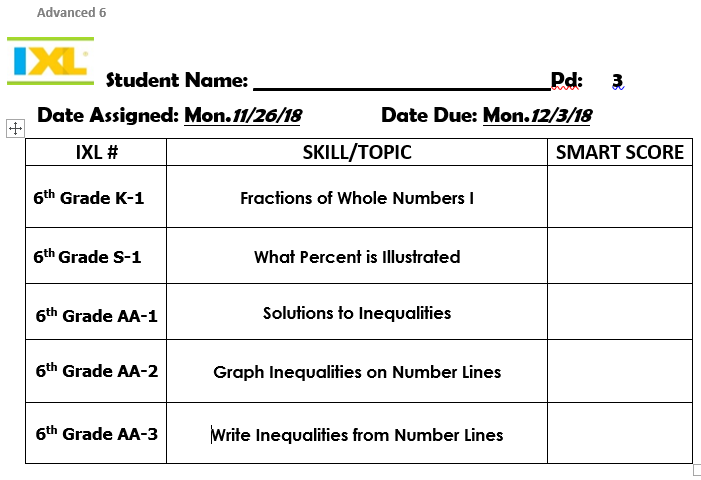 Advanced 6
IXL
Student Name: ______________________________Pd: 3
Date Assigned: Mon.11/26/18 Date Due: Mon.12/3/18
IXL # SKILL/TOPIC SMART SCORE
6th Grade K-1 Fractions of Whole Numbers I
6th Grade S-1 What Percent is Illustrated
6th Grade AA-1 Solutions to Inequalities
6th Grade AA-2 Graph Inequalities on Number Lines
6th Grade AA-3 Write Inequalities from Number Lines